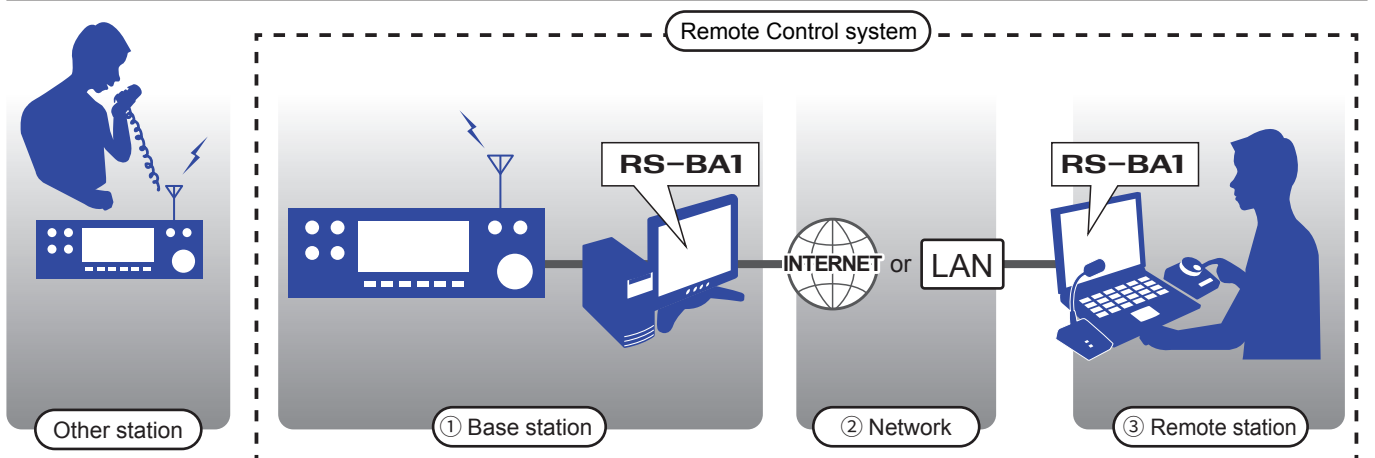 Remote Control system
RS-BA1
RS-BA1
INTERNET or LAN
Other station
① Base station
② Network
③ Remote station